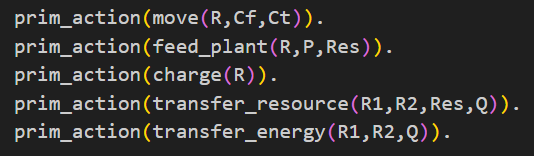 prim_action(move(R,Cf,Ct)).
prim_action(feed_plant(R,P,Res)).
prim_action(charge(R)).
prim_action(transfer_resource(R1,R2,Res,Q)).
prim_action(transfer_energy(R1,R2,Q)).